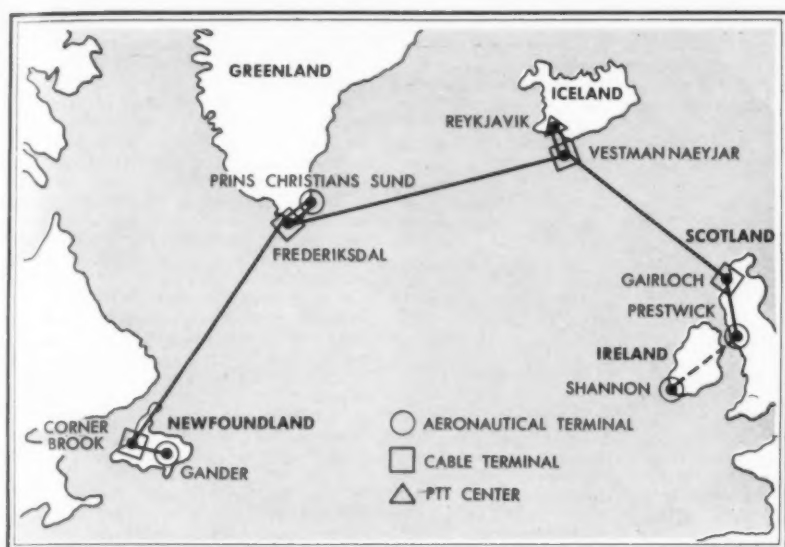 GREENLAND
ICELAND
REYKJAVIK
VESTMAN NAEYJAR
PRINS CHRISTIANS SUND
FREDERIKSDAL
SCOTLAND
GAIRLOCH
PRESTWICK
IRELAND
SHANNON
CORNER
BROOK
NEWFOUNDLAND
GANDER
AERONAUTICAL TERMINAL
CABLE TERMINAL
PTT CENTER